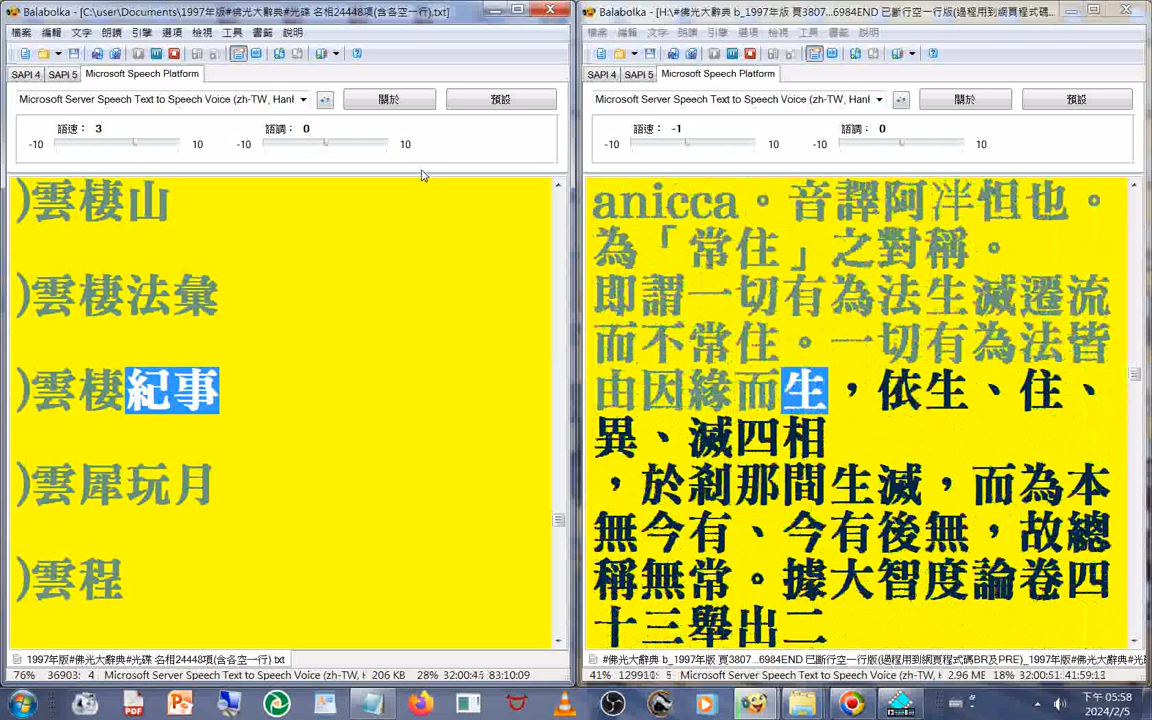 Balabolka - [C:\user\Documents\1997年版#佛光大辭典#光碟 名相24448項(含各空一行).txt]
檔案 編輯 文字 朗讀 引擎 選項 檢視 工具 書籤 說明
SAPI 4 SAPI 5 Microsoft Speech Platform
Microsoft Server Speech Text to Speech Voice (zh-TW, Hanl
關於
預設
語速： 3
語調： 0
-10 10 -10 10
)雲棲山
)雲棲法彙
)雲棲紀事
)雲犀玩月
)雲程
1997年版#佛光大辭典#光碟 名相24448項(含各空一行).txt
76% 36903: 4 Microsoft Server Speech Text to Speech Voice (zh-TW, 206 KB 28% 32:00:45 83:10:09
Balabolka - [H:\#佛光大辭典 b_1997年版 頁3807...6984END 已斷行空一行版(過程用到網頁程式碼
檔案 編輯 文字 朗讀 引擎 選項 檢視 工具 書籤 說明
SAPI 4 SAPI 5 Microsoft Speech Platform
Microsoft Server Speech Text to Speech Voice (zh-TW, Hanl
關於
預設
語速： -1
語調： 0
-10 10 -10 10
anicca。音譯阿泮怛也。
為「常住」之對稱。
即謂一切有為法生滅遷流
而不常住。一切有為法皆
由因緣而生，依生、住、
異、滅四相
，於剎那間生滅，而為本
無今有、今有後無，故總
稱無常。據大智度論卷四
十三舉出二
#佛光大辭典 b_1997年版 頁3807...6984END 已斷行空一行版(過程用到網頁程式碼BR及PRE)_1997年版#佛光大辭典#光
41% Microsoft Server Speech Text to Speech Voice (zh-TW, 2.96 MB 18% 32:00:51 41:59:13
下午 05:58
2024/2/5